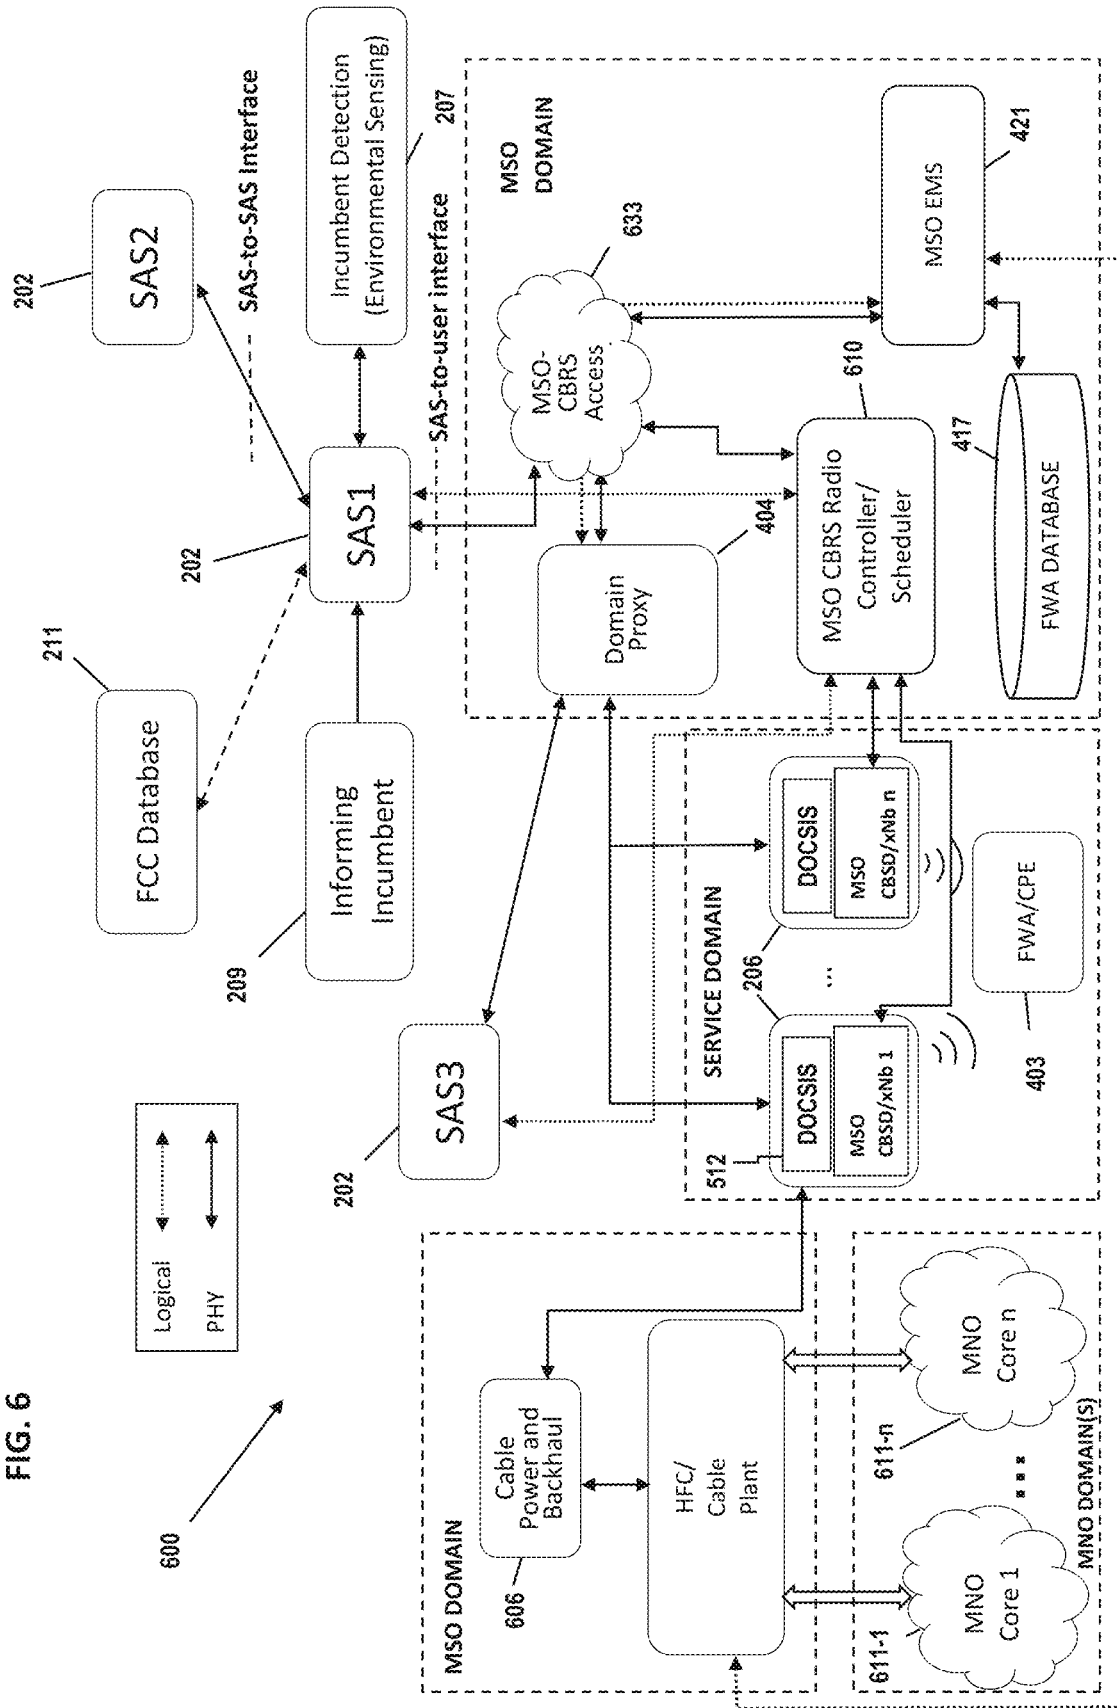 FIG. 6
600
Logical
PHY
211
FCC Database
202
SAS2
SAS-to-SAS Interface
209
Informing
Incumbent
202
SAS1
Incumbent Detection
(Environmental Sensing)
207
SAS-to-user interface
202
SAS3
MSO DOMAIN
Cable
Power and
Backhaul
606
HFC/
Cable
Plant
611-1
MNO
Core 1
611-n
MNO
Core n
...
MNO DOMAIN(S)
SERVICE DOMAIN
512
206
DOCSIS
MSO
CBSD/xNb 1
...
DOCSIS
MSO
CBSD/xNb n
FWA/CPE
403
MSO
DOMAIN
Domain
Proxy
404
MSO-
CBRS
Access
633
MSO CBRS Radio
Controller/
Scheduler
610
MSO EMS
421
417
FWA DATABASE